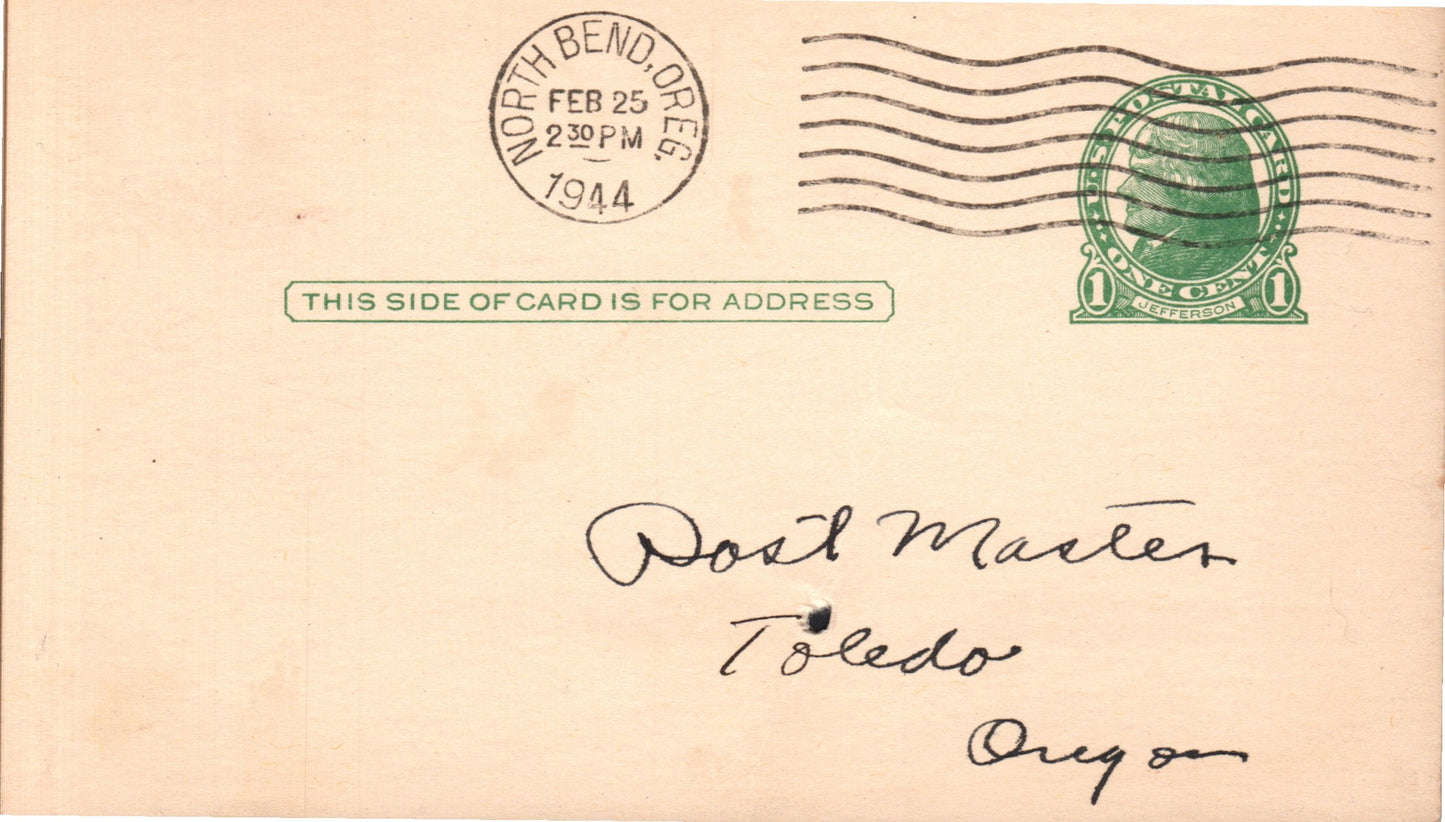 NORTH BEND, OREG.
FEB 25
2 30 PM
1944
U·S·POSTAL CARD
ONE CENT
1 JEFFERSON 1
THIS SIDE OF CARD IS FOR ADDRESS
Post Master
Toledo
Oregon